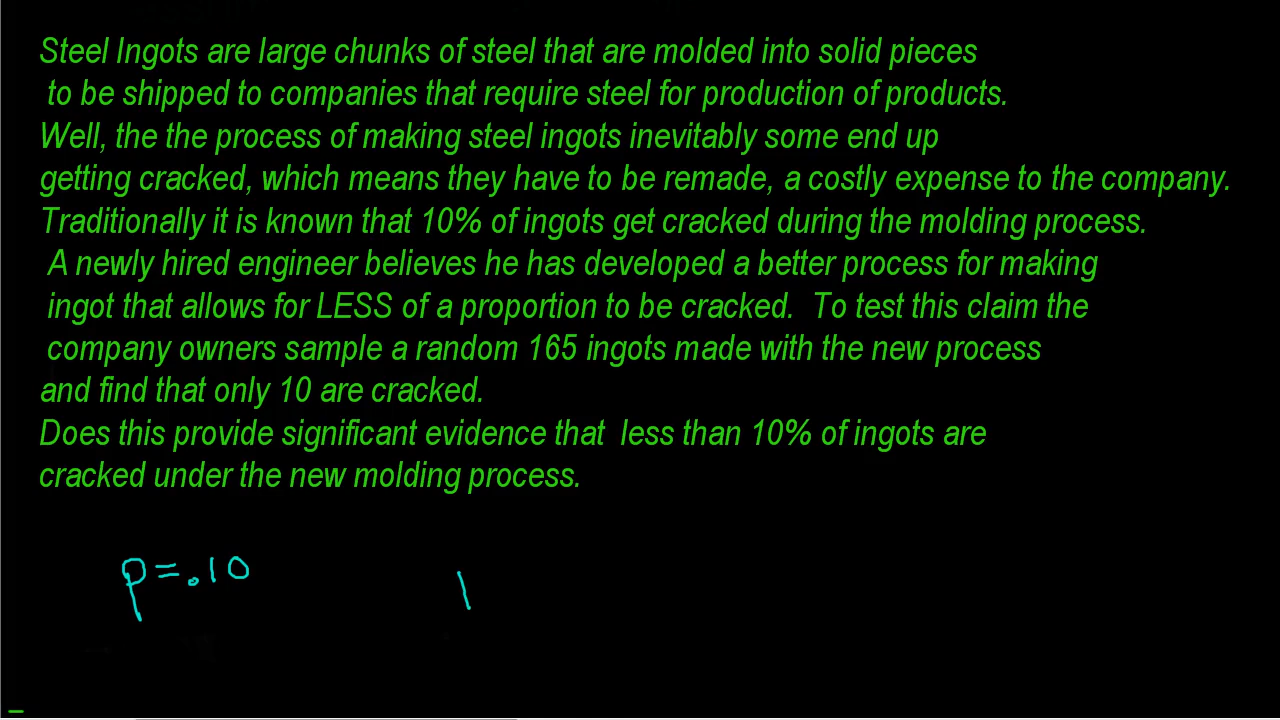 Steel Ingots are large chunks of steel that are molded into solid pieces
to be shipped to companies that require steel for production of products.
Well, the the process of making steel ingots inevitably some end up
getting cracked, which means they have to be remade, a costly expense to the company.
Traditionally it is known that 10% of ingots get cracked during the molding process.
A newly hired engineer believes he has developed a better process for making
ingot that allows for LESS of a proportion to be cracked. To test this claim the
company owners sample a random 165 ingots made with the new process
and find that only 10 are cracked.
Does this provide significant evidence that less than 10% of ingots are
cracked under the new molding process.
p=.10